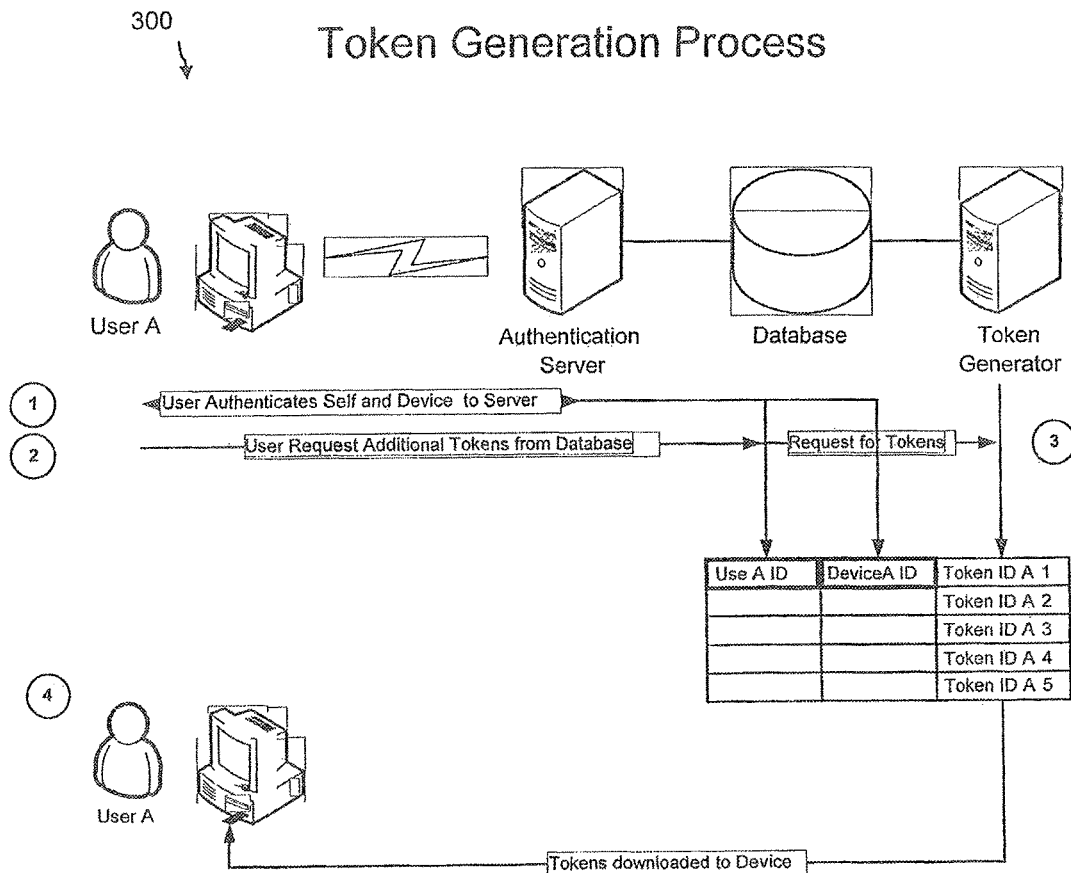 300
Token Generation Process
User A
Authentication
Server
Database
Token
Generator
1
User Authenticates Self and Device to Server
2
User Request Additional Tokens from Database
Request for Tokens
3
Use A ID
DeviceA ID
Token ID A 1
Token ID A 2
Token ID A 3
Token ID A 4
Token ID A 5
4
User A
Tokens downloaded to Device